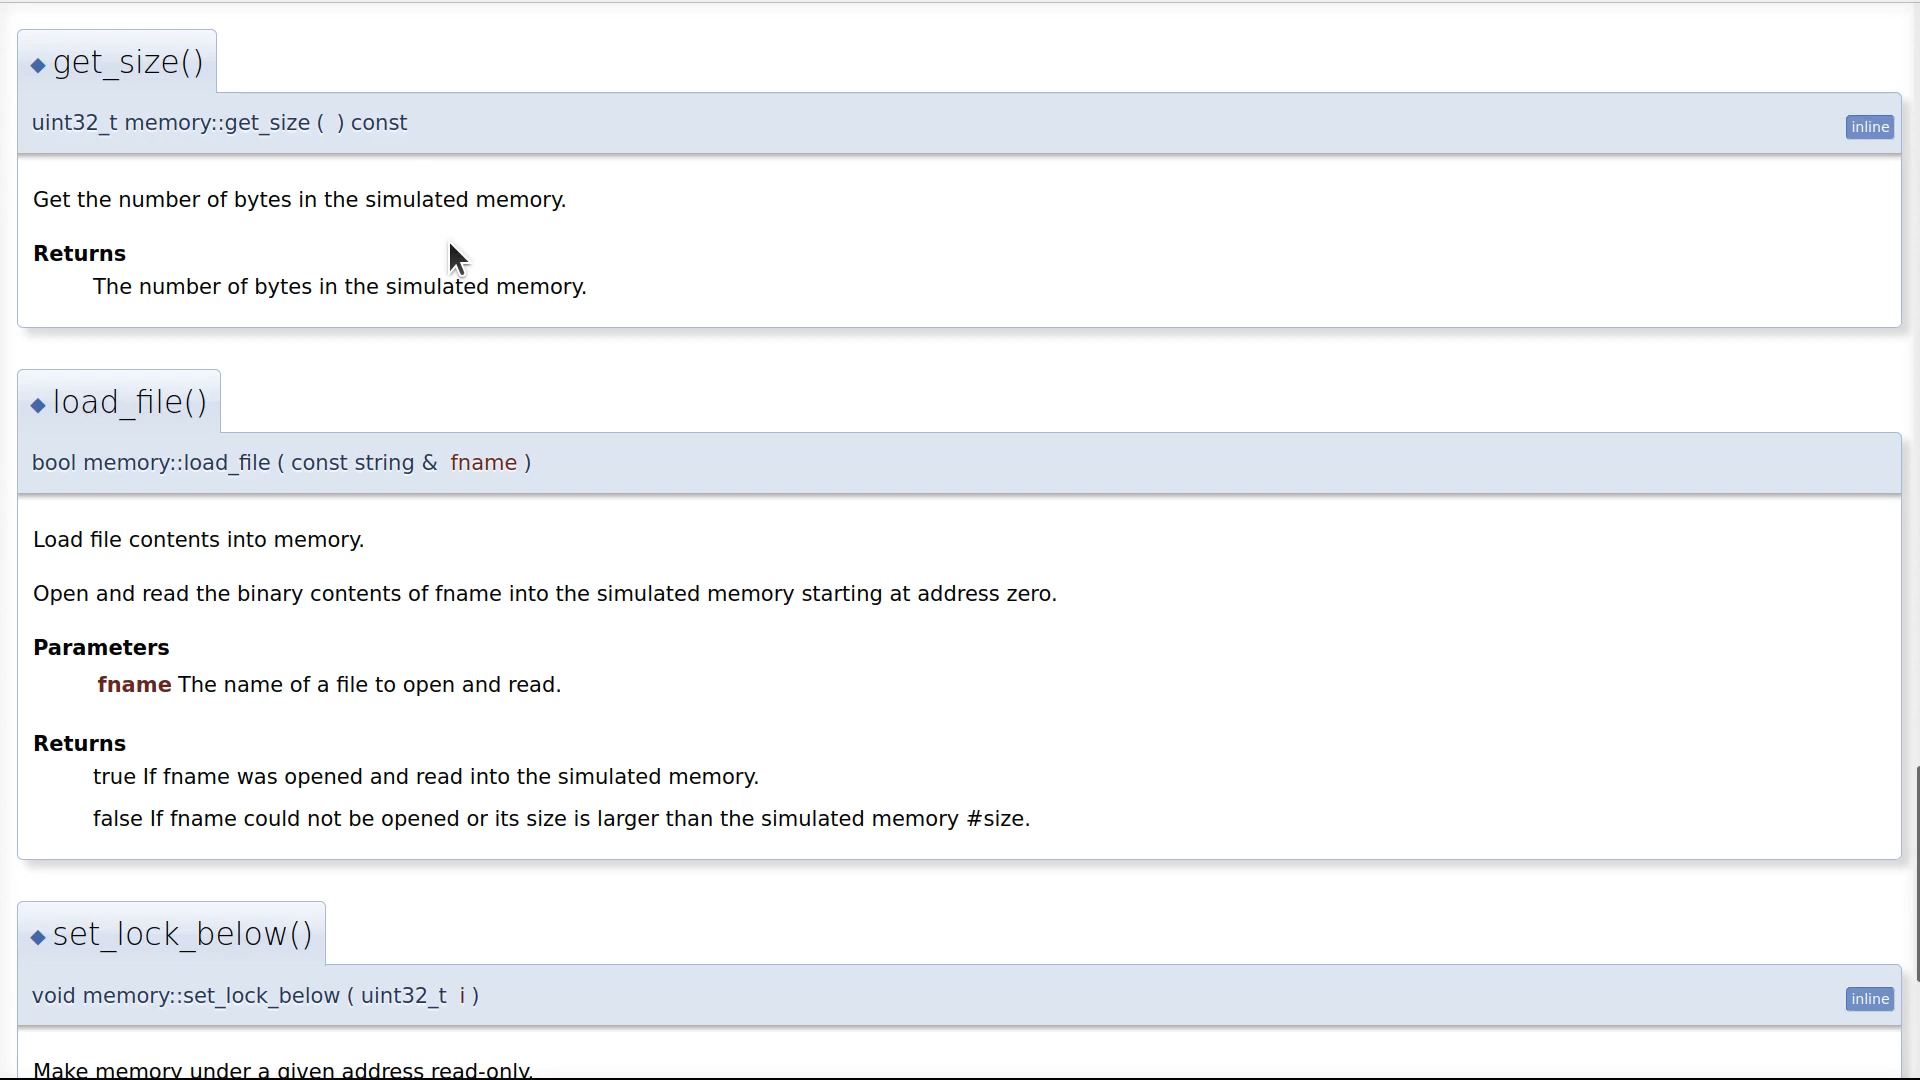 ◆ get_size()
uint32_t memory::get_size ( ) const
inline
Get the number of bytes in the simulated memory.
Returns
The number of bytes in the simulated memory.
◆ load_file()
bool memory::load_file ( const string & fname )
Load file contents into memory.
Open and read the binary contents of fname into the simulated memory starting at address zero.
Parameters
fname The name of a file to open and read.
Returns
true If fname was opened and read into the simulated memory.
false If fname could not be opened or its size is larger than the simulated memory #size.
◆ set_lock_below()
void memory::set_lock_below ( uint32_t i )
inline
Make memory under a given address read-only.